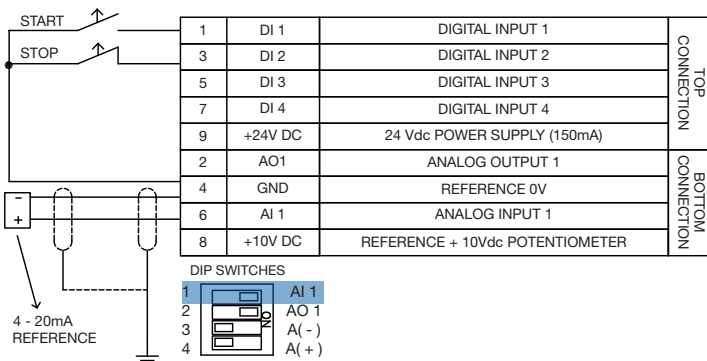 START
STOP
1 DI 1 DIGITAL INPUT 1
3 DI 2 DIGITAL INPUT 2
5 DI 3 DIGITAL INPUT 3
7 DI 4 DIGITAL INPUT 4
9 +24V DC 24 Vdc POWER SUPPLY (150mA)
TOP
CONNECTION
2 AO1 ANALOG OUTPUT 1
4 GND REFERENCE 0V
6 AI 1 ANALOG INPUT 1
8 +10V DC REFERENCE + 10Vdc POTENTIOMETER
BOTTOM
CONNECTION
-
+
4 - 20mA
REFERENCE
DIP SWITCHES
1 AI 1
2 AO 1
3 A( - )
4 A( + )
ON